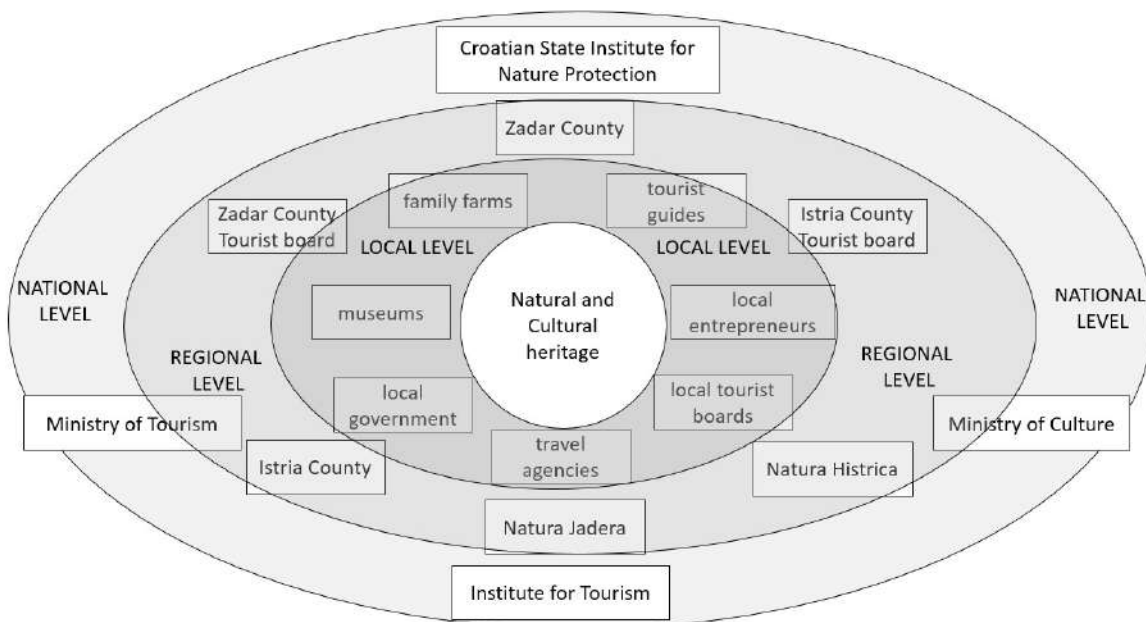 Croatian State Institute for
Nature Protection
Zadar County
family farms
tourist
guides
Zadar County
Tourist board
Istria County
Tourist board
LOCAL LEVEL
LOCAL LEVEL
NATIONAL
LEVEL
museums
Natural and
Cultural
heritage
local
entrepreneurs
NATIONAL
LEVEL
REGIONAL
LEVEL
REGIONAL
LEVEL
local
government
local tourist
boards
Ministry of Tourism
Ministry of Culture
travel
agencies
Istria County
Natura Histrica
Natura Jadera
Institute for Tourism